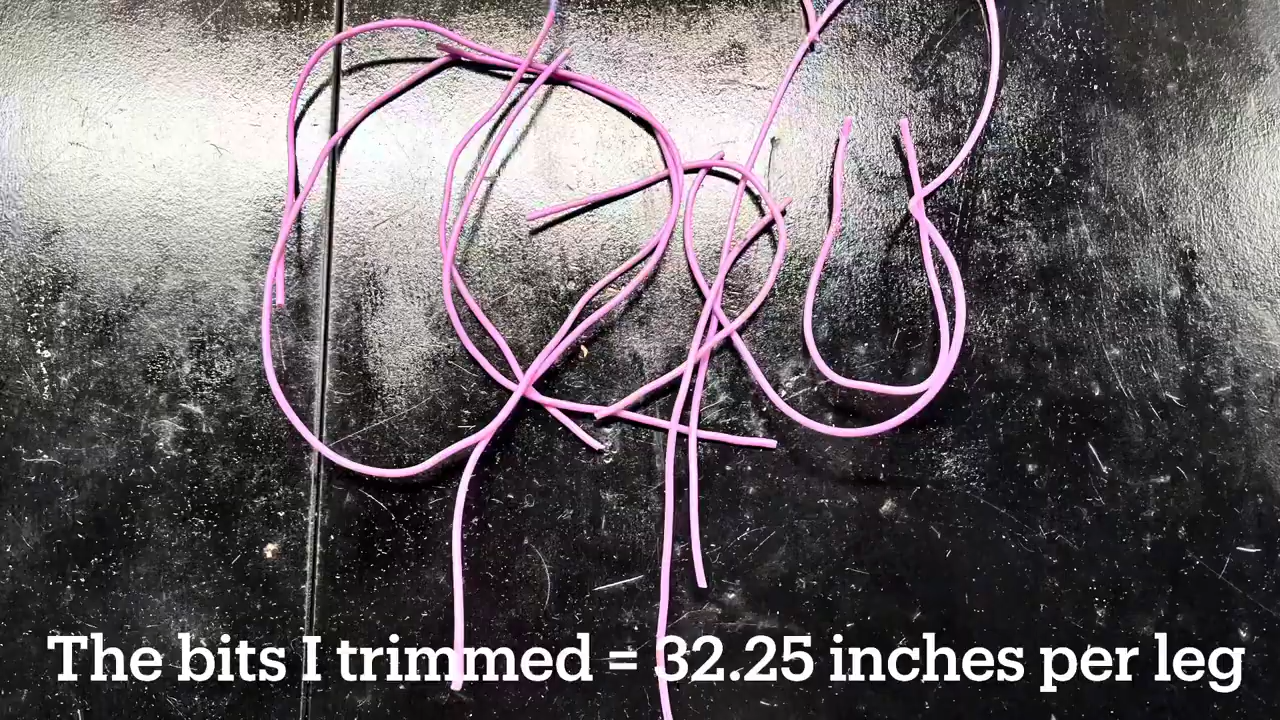 The bits I trimmed = 32.25 inches per leg